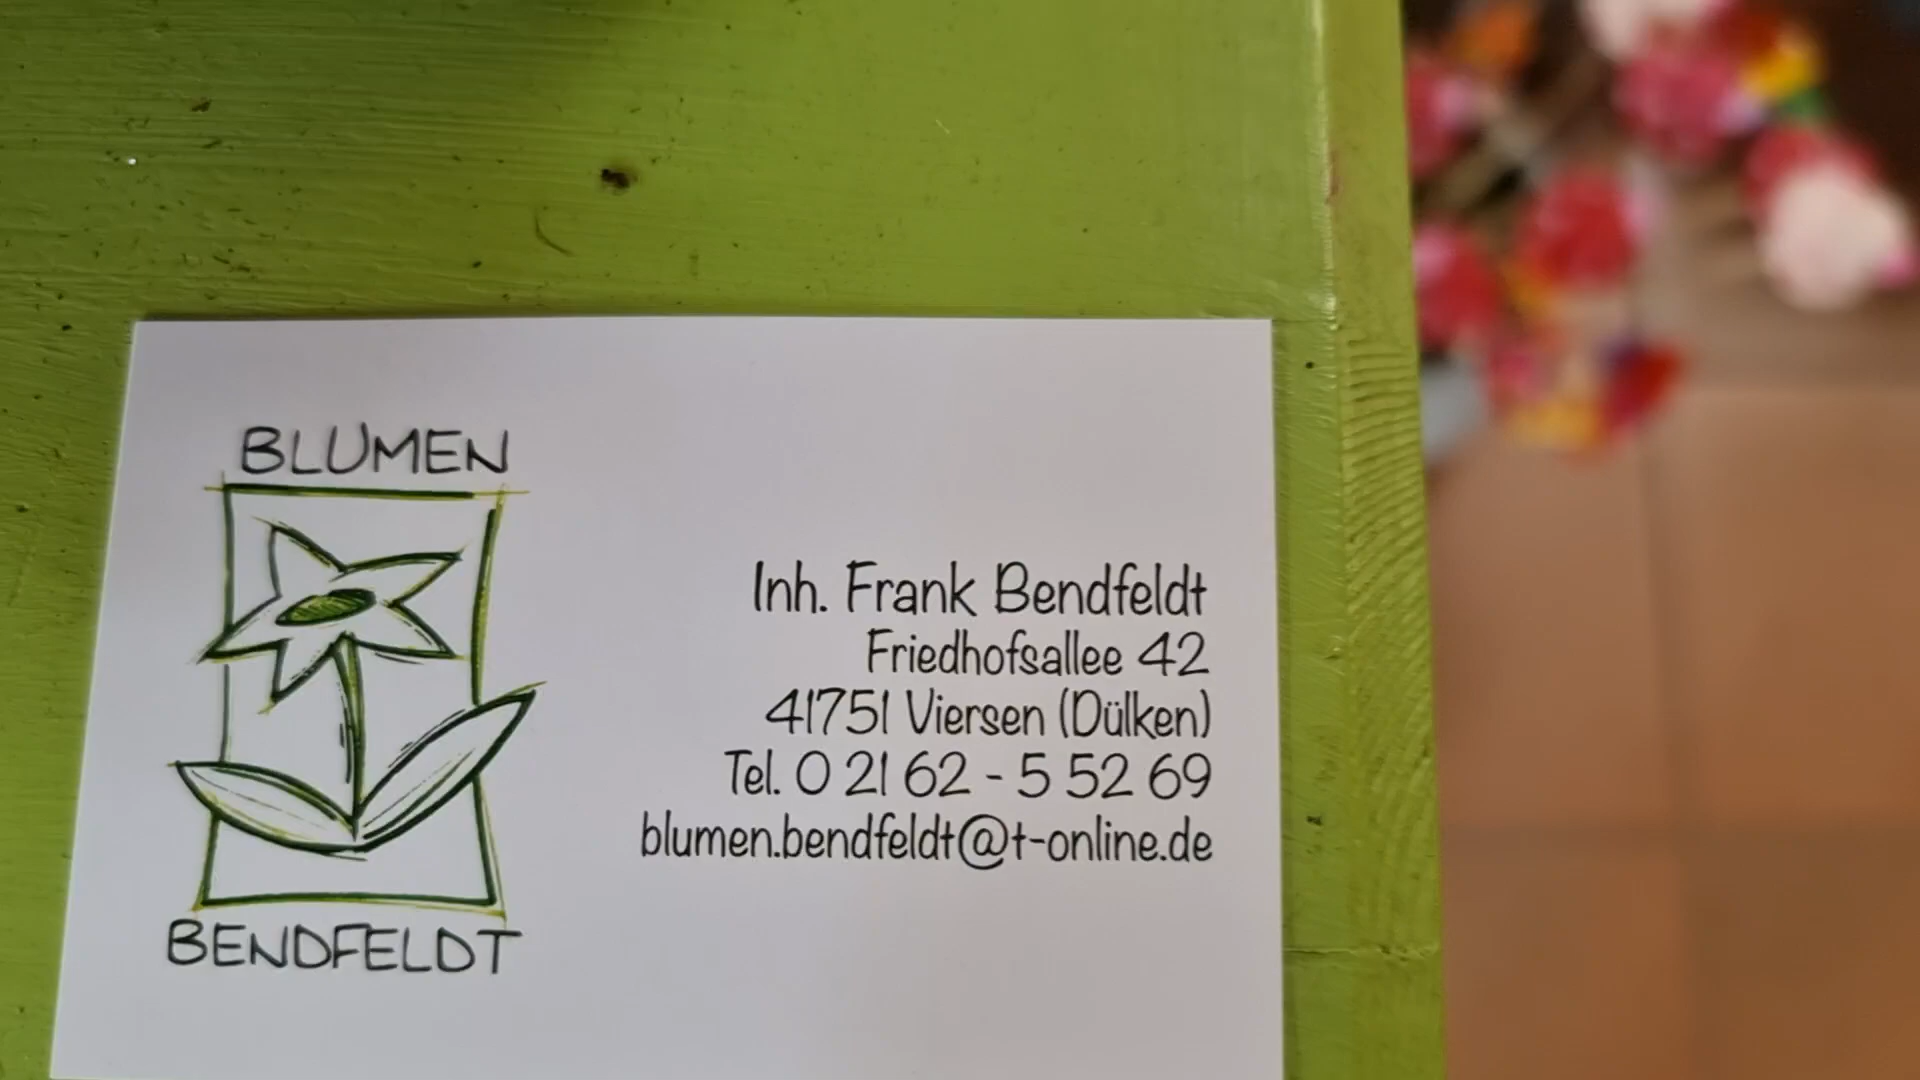 BLUMEN
BENDFELDT
Inh. Frank Bendfeldt
Friedhofsallee 42
41751 Viersen (Dülken)
Tel. 0 21 62 - 5 52 69
blumen.bendfeldt@t-online.de